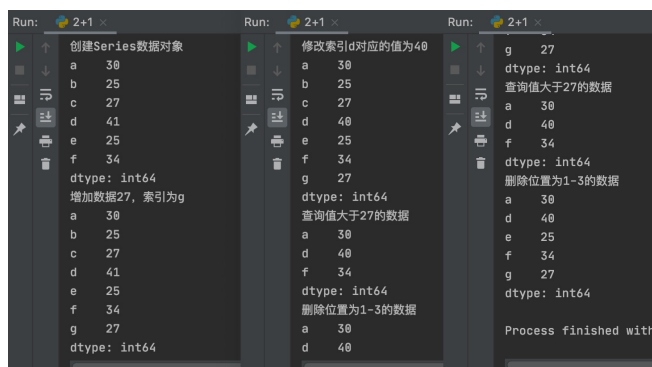 Run: 2+1 ×
创建Series数据对象
a 30
b 25
c 27
d 41
e 25
f 34
dtype: int64
增加数据27，索引为g
a 30
b 25
c 27
d 41
e 25
f 34
g 27
dtype: int64
Run: 2+1 ×
修改索引d对应的值为40
a 30
b 25
c 27
d 40
e 25
f 34
g 27
dtype: int64
查询值大于27的数据
a 30
d 40
f 34
dtype: int64
删除位置为1-3的数据
a 30
d 40
Run: 2+1 ×
g 27
dtype: int64
查询值大于27的数据
a 30
d 40
f 34
dtype: int64
删除位置为1-3的数据
a 30
d 40
e 25
f 34
g 27
dtype: int64
Process finished with